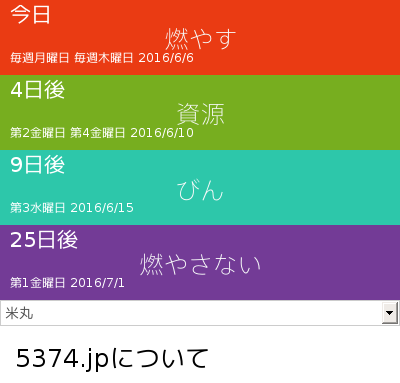 今日
燃やす
毎週月曜日 毎週木曜日 2016/6/6
4日後
資源
第2金曜日 第4金曜日 2016/6/10
9日後
びん
第3水曜日 2016/6/15
25日後
燃やさない
第1金曜日 2016/7/1
米丸
5374.jpについて